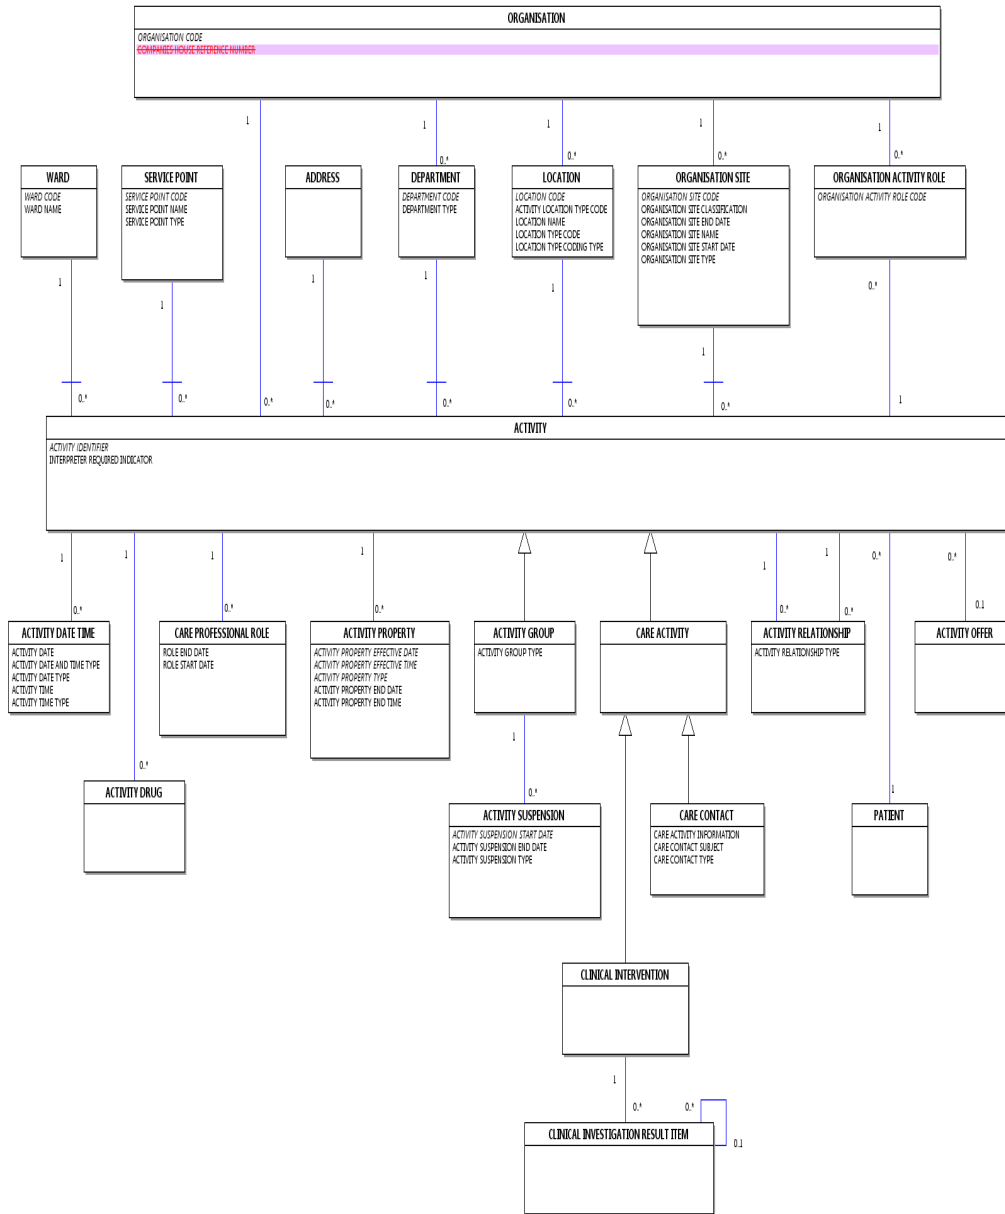 ORGANISATION
ORGANISATION CODE
COMPANIES HOUSE REFERENCE NUMBER
1
1
1
1
1
0..*
0..*
0..*
0..*
WARD
WARD CODE
WARD NAME
SERVICE POINT
SERVICE POINT CODE
SERVICE POINT NAME
SERVICE POINT TYPE
ADDRESS
DEPARTMENT
DEPARTMENT CODE
DEPARTMENT TYPE
LOCATION
LOCATION CODE
ACTIVITY LOCATION TYPE CODE
LOCATION NAME
LOCATION TYPE CODE
LOCATION TYPE CODING TYPE
ORGANISATION SITE
ORGANISATION SITE CODE
ORGANISATION SITE CLASSIFICATION
ORGANISATION SITE END DATE
ORGANISATION SITE NAME
ORGANISATION SITE START DATE
ORGANISATION SITE TYPE
ORGANISATION ACTIVITY ROLE
ORGANISATION ACTIVITY ROLE CODE
1
1
1
1
1
0..*
1
0..*
0..*
0..*
0..*
0..*
0..*
0..*
1
ACTIVITY
ACTIVITY IDENTIFIER
INTERPRETER REQUIRED INDICATOR
1
1
1
1
1
1
0..*
0..*
0..*
0..*
0..*
0..*
0..*
0..1
ACTIVITY DATE TIME
ACTIVITY DATE
ACTIVITY DATE AND TIME TYPE
ACTIVITY DATE TYPE
ACTIVITY TIME
ACTIVITY TIME TYPE
CARE PROFESSIONAL ROLE
ROLE END DATE
ROLE START DATE
ACTIVITY PROPERTY
ACTIVITY PROPERTY EFFECTIVE DATE
ACTIVITY PROPERTY EFFECTIVE TIME
ACTIVITY PROPERTY TYPE
ACTIVITY PROPERTY END DATE
ACTIVITY PROPERTY END TIME
ACTIVITY GROUP
ACTIVITY GROUP TYPE
CARE ACTIVITY
ACTIVITY RELATIONSHIP
ACTIVITY RELATIONSHIP TYPE
ACTIVITY OFFER
1
0..*
0..*
1
ACTIVITY DRUG
ACTIVITY SUSPENSION
ACTIVITY SUSPENSION START DATE
ACTIVITY SUSPENSION END DATE
ACTIVITY SUSPENSION TYPE
CARE CONTACT
CARE ACTIVITY INFORMATION
CARE CONTACT SUBJECT
CARE CONTACT TYPE
PATIENT
CLINICAL INTERVENTION
1
0..*
0..*
0..1
CLINICAL INVESTIGATION RESULT ITEM